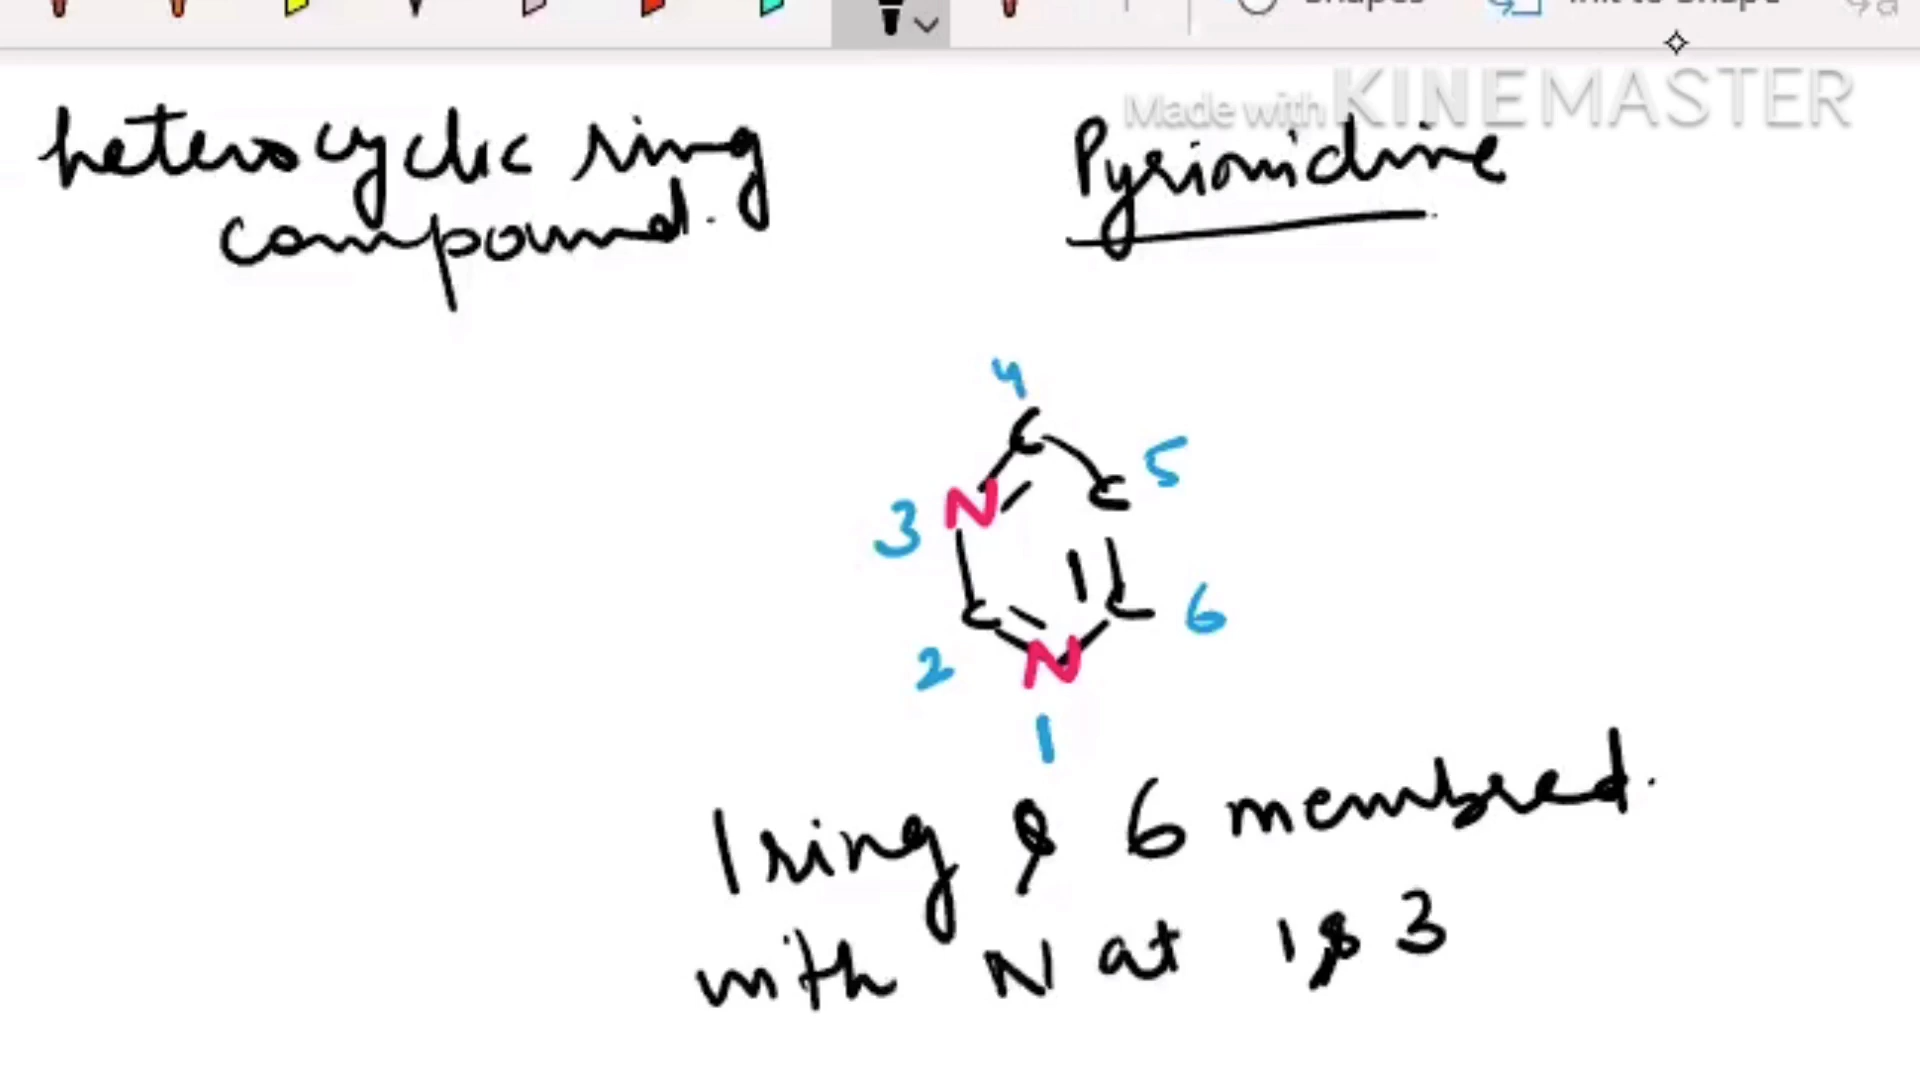 heterocyclic ring
compound.
Made with KINEMASTER
Pyrimidine
4
C
5
C
N
3
C
C
6
2
N
1
1 ring & 6 membred.
with N at 1 & 3